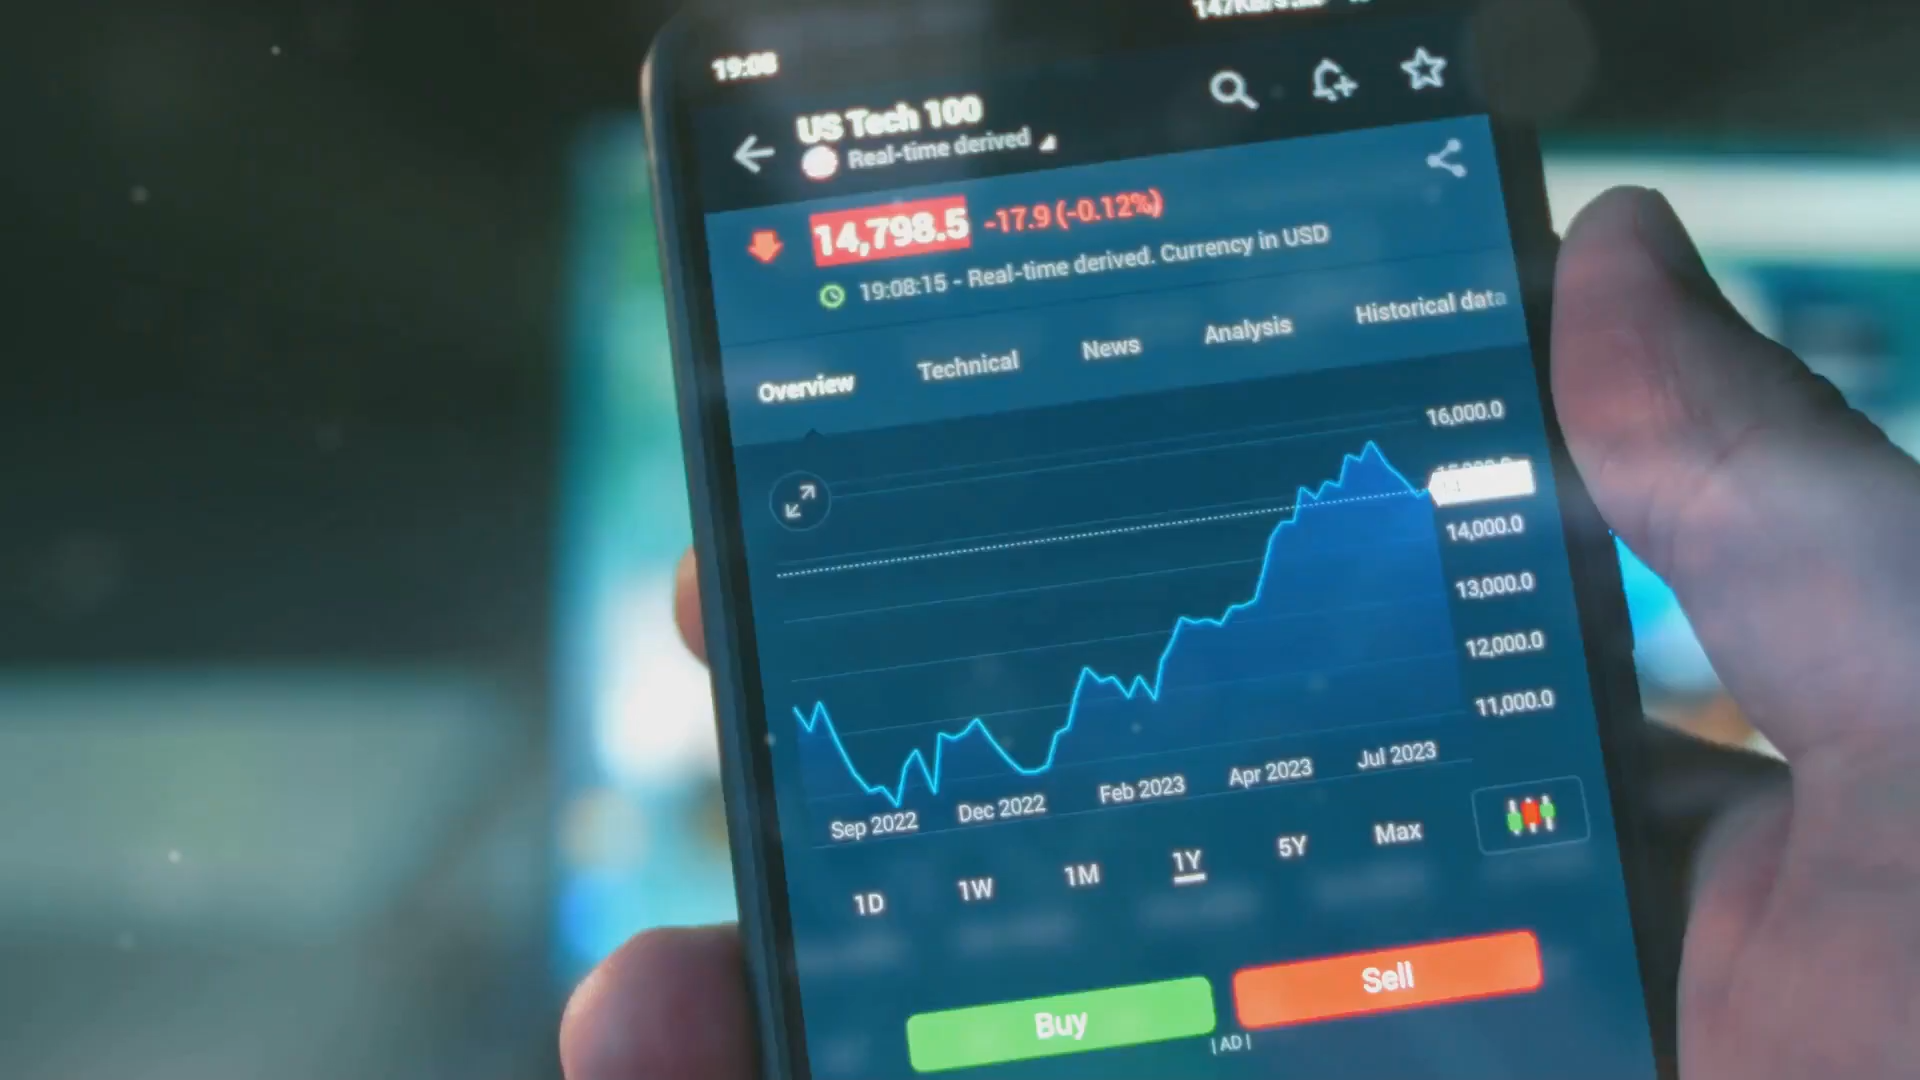 19:08
US Tech 100
Real-time derived
14,798.5 -17.9 (-0.12%)
19:08:15 - Real-time derived. Currency in USD
Overview Technical News Analysis Historical data
16,000.0
14,000.0
13,000.0
12,000.0
11,000.0
Sep 2022 Dec 2022 Feb 2023 Apr 2023 Jul 2023
1D 1W 1M 1Y 5Y Max
Buy Sell
| AD |